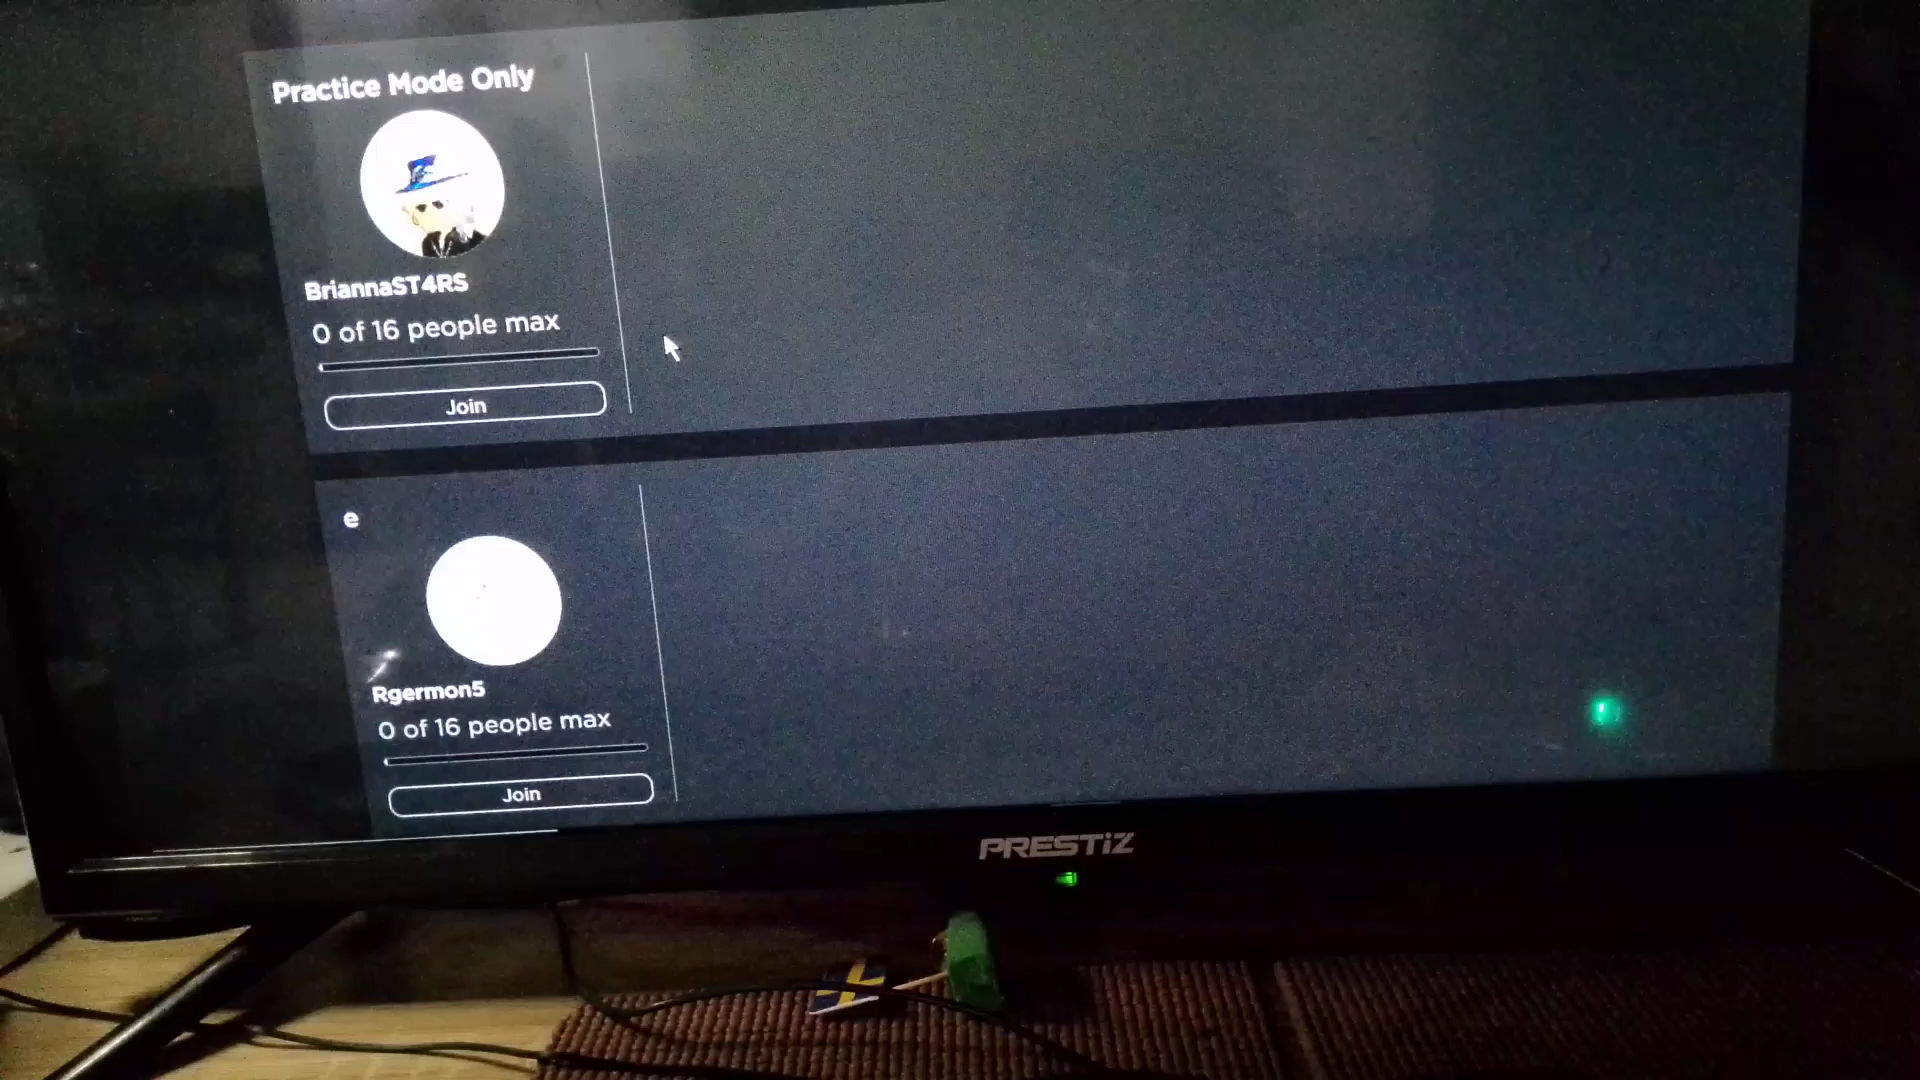 Practice Mode Only
BriannaST4RS
0 of 16 people max
Join
e
Rgermon5
0 of 16 people max
Join
PRESTiZ